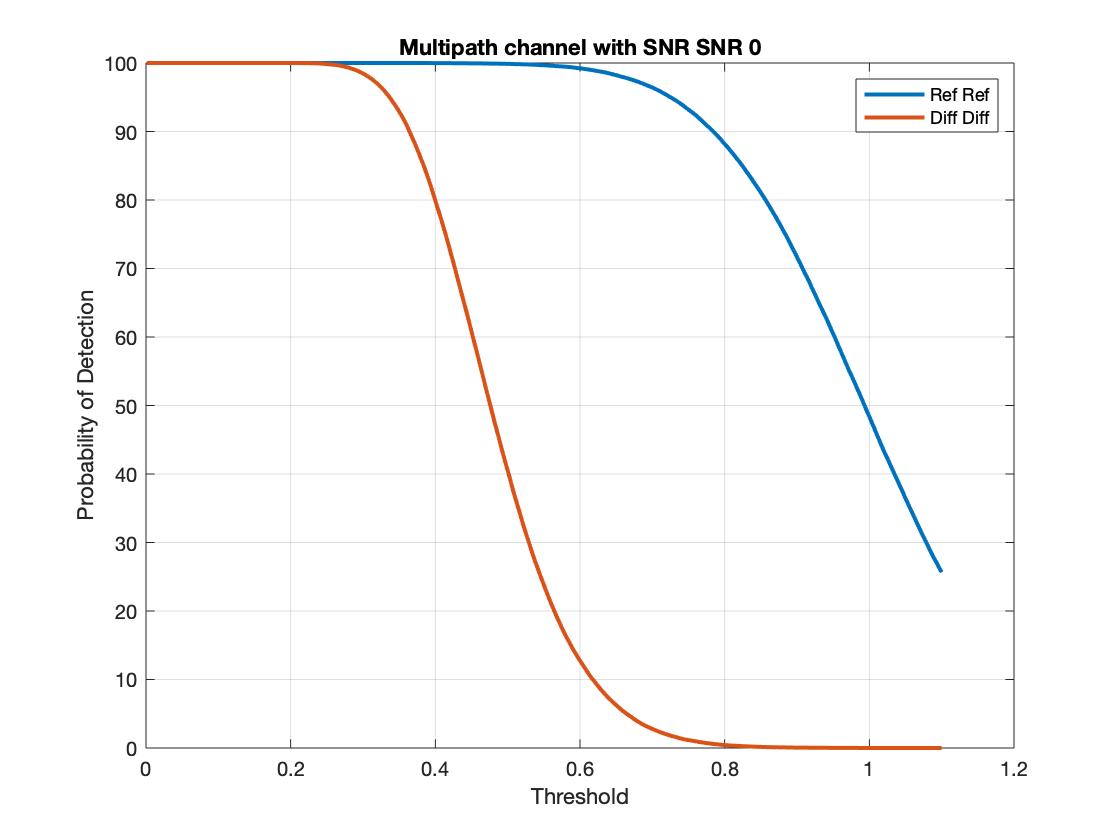 Multipath channel with SNR SNR 0
Ref Ref
Diff Diff
100
90
80
70
60
50
40
30
20
10
0
Probability of Detection
0 0.2 0.4 0.6 0.8 1 1.2
Threshold